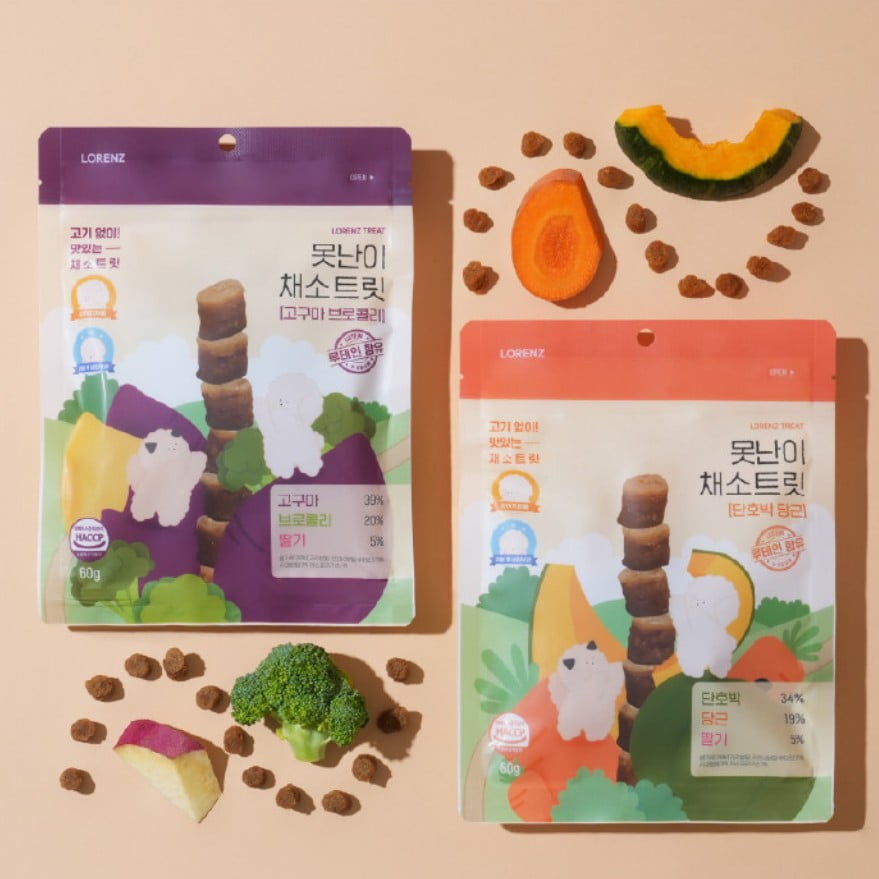 LORENZ
OPEN
고기 없이!
맛있는
채소트릿
LORENZ TREAT
못난이
채소트릿
[고구마 브로콜리]
루테인 함유
고구마 39%
브로콜리 20%
딸기 5%
HACCP
60g
LORENZ
OPEN
고기 없이!
맛있는
채소트릿
LORENZ TREAT
못난이
채소트릿
[단호박 당근]
루테인 함유
단호박 34%
당근 19%
딸기 5%
HACCP
60g